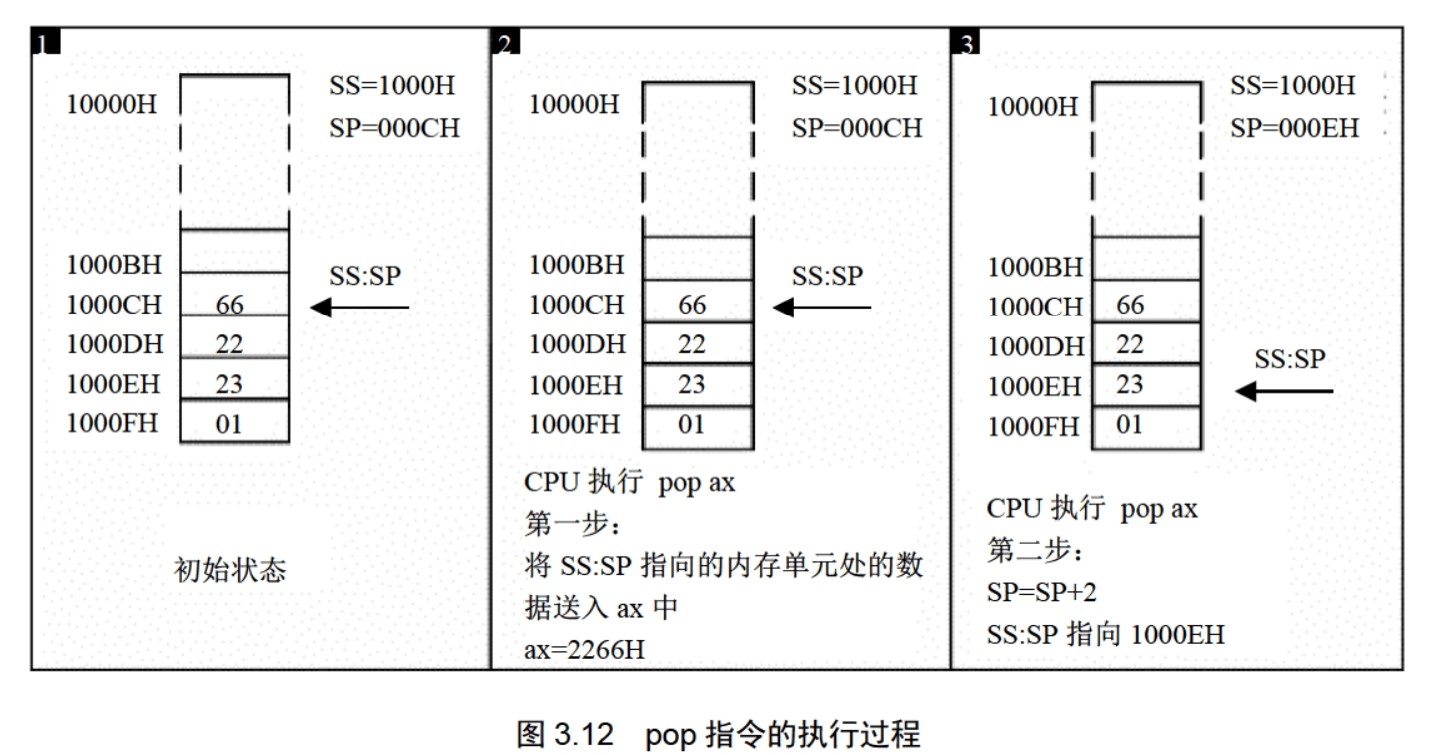 1
10000H
SS=1000H
SP=000CH
1000BH
1000CH 66
1000DH 22
1000EH 23
1000FH 01
SS:SP
初始状态
2
10000H
SS=1000H
SP=000CH
1000BH
1000CH 66
1000DH 22
1000EH 23
1000FH 01
SS:SP
CPU 执行 pop ax
第一步：
将 SS:SP 指向的内存单元处的数
据送入 ax 中
ax=2266H
3
10000H
SS=1000H
SP=000EH
1000BH
1000CH 66
1000DH 22
1000EH 23
1000FH 01
SS:SP
CPU 执行 pop ax
第二步：
SP=SP+2
SS:SP 指向 1000EH
图 3.12 pop 指令的执行过程